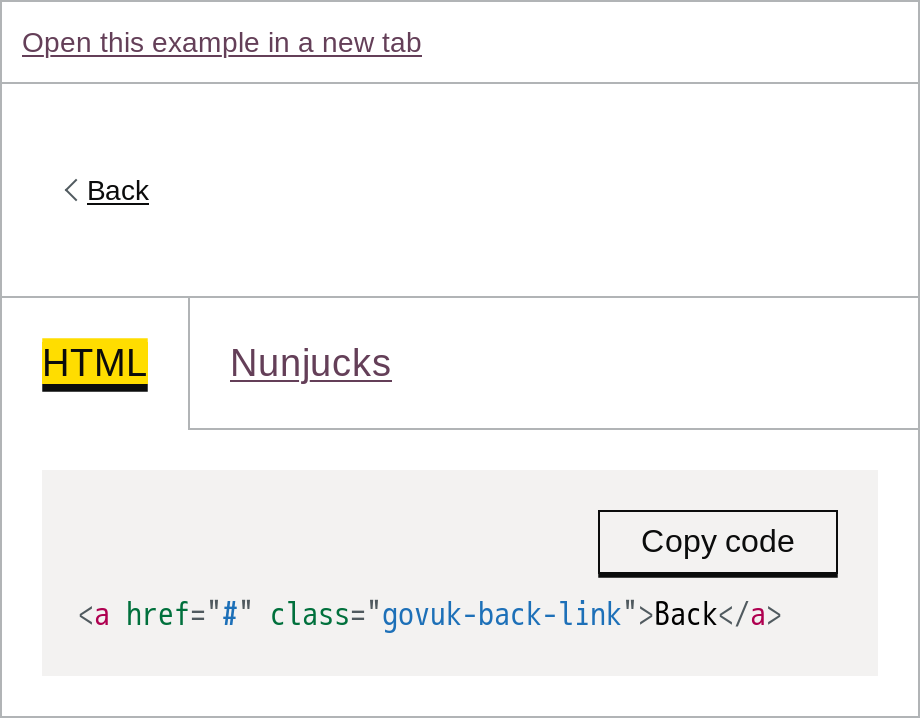 Open this example in a new tab
Back
HTML Nunjucks
Copy code
<a href="#" class="govuk-back-link">Back</a>